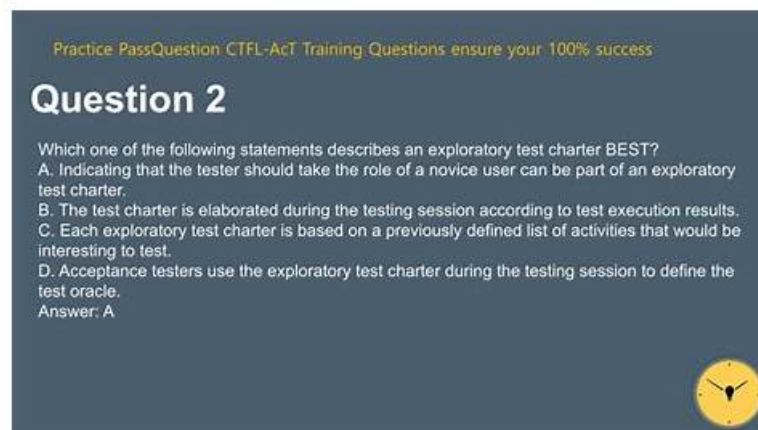 Practice PassQuestion CTFL-AcT Training Questions ensure your 100% success
Question 2
Which one of the following statements describes an exploratory test charter BEST?
A. Indicating that the tester should take the role of a novice user can be part of an exploratory
test charter.
B. The test charter is elaborated during the testing session according to test execution results.
C. Each exploratory test charter is based on a previously defined list of activities that would be
interesting to test.
D. Acceptance testers use the exploratory test charter during the testing session to define the
test oracle.
Answer: A